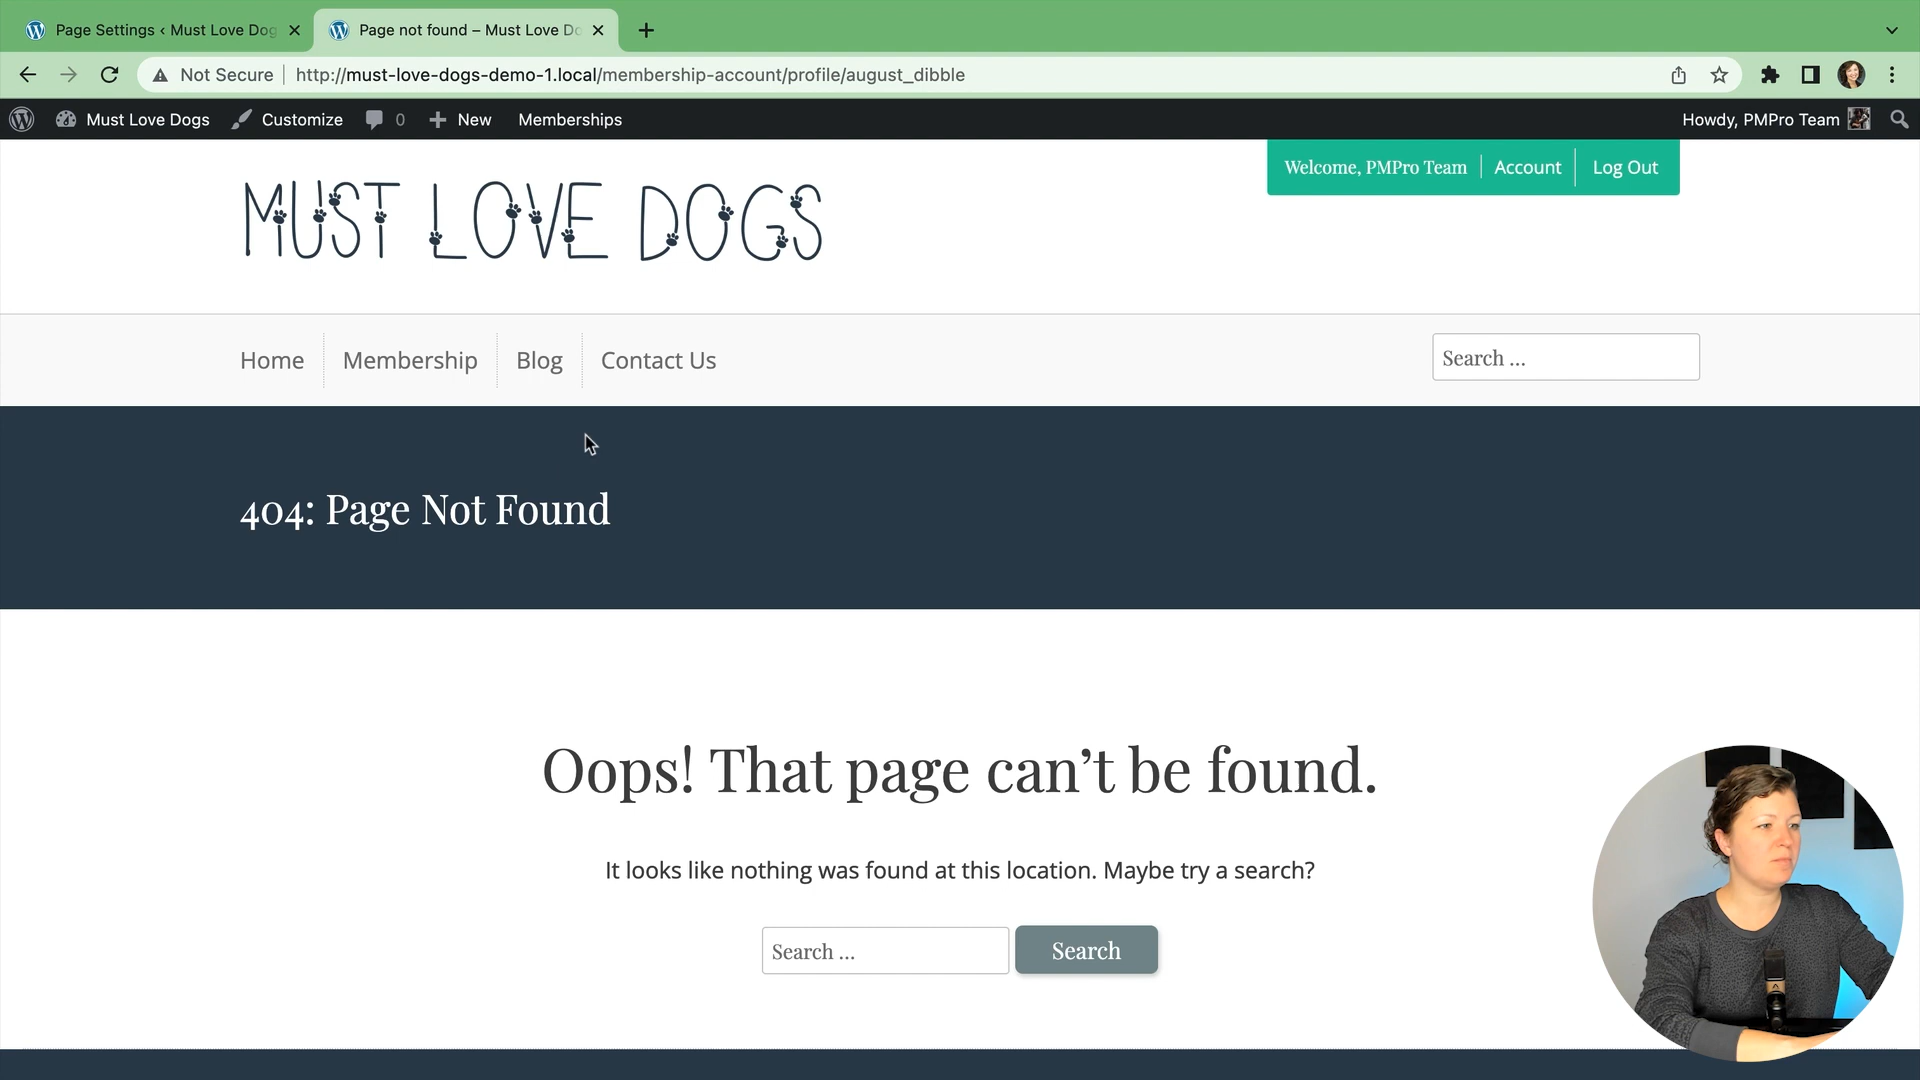 Page Settings ‹ Must Love Dog
Page not found – Must Love Do
Not Secure
http://must-love-dogs-demo-1.local/membership-account/profile/august_dibble
Must Love Dogs
Customize
0
New
Memberships
Howdy, PMPro Team
Welcome, PMPro Team
Account
Log Out
MUST LOVE DOGS
Home
Membership
Blog
Contact Us
Search ...
404: Page Not Found
Oops! That page can’t be found.
It looks like nothing was found at this location. Maybe try a search?
Search ...
Search